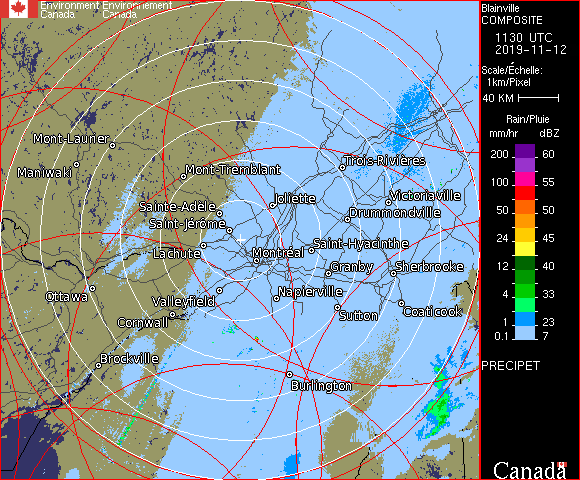 Environment Environnement
Canada Canada
Mont-Laurier
Maniwaki
Mont-Tremblant
Trois-Rivières
Joliette
Victoriaville
Sainte-Adèle
Drummondville
Saint-Jérôme
Lachute
Montréal
Saint-Hyacinthe
Granby
Sherbrooke
Ottawa
Valleyfield
Napierville
Cornwall
Sutton
Coaticook
Brockville
Burlington
Blainville
COMPOSITE
1130 UTC
2019-11-12
Scale/Échelle:
1km/Pixel
40 KM
Rain/Pluie
mm/hr dBZ
200 60
100 55
50 50
24 45
12 40
4 33
1 23
0.1 7
PRECIPET
Canada